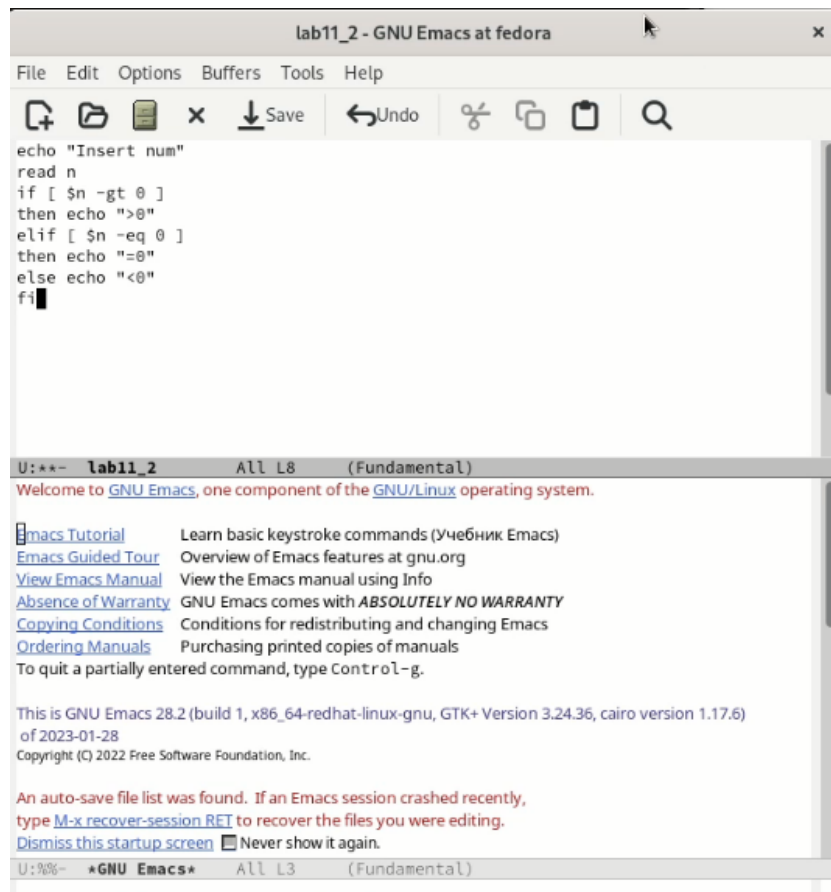 lab11_2 - GNU Emacs at fedora
File Edit Options Buffers Tools Help
Save Undo
echo "Insert num"
read n
if [ $n -gt 0 ]
then echo ">0"
elif [ $n -eq 0 ]
then echo "=0"
else echo "<0"
fi
U:**- lab11_2 All L8 (Fundamental)
Welcome to GNU Emacs, one component of the GNU/Linux operating system.
Emacs Tutorial Learn basic keystroke commands (Учебник Emacs)
Emacs Guided Tour Overview of Emacs features at gnu.org
View Emacs Manual View the Emacs manual using Info
Absence of Warranty GNU Emacs comes with ABSOLUTELY NO WARRANTY
Copying Conditions Conditions for redistributing and changing Emacs
Ordering Manuals Purchasing printed copies of manuals
To quit a partially entered command, type Control-g.
This is GNU Emacs 28.2 (build 1, x86_64-redhat-linux-gnu, GTK+ Version 3.24.36, cairo version 1.17.6)
of 2023-01-28
Copyright (C) 2022 Free Software Foundation, Inc.
An auto-save file list was found. If an Emacs session crashed recently,
type M-x recover-session RET to recover the files you were editing.
Dismiss this startup screen Never show it again.
U:%%- *GNU Emacs* All L3 (Fundamental)